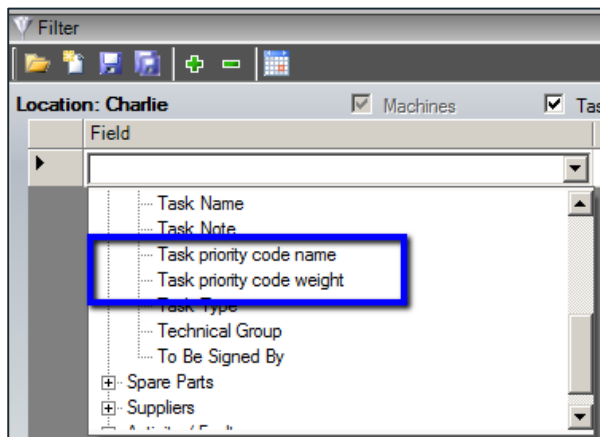 Filter
Location: Charlie Machines Tas
Field
Task Name
Task Note
Task priority code name
Task priority code weight
Task Type
Technical Group
To Be Signed By
Spare Parts
Suppliers